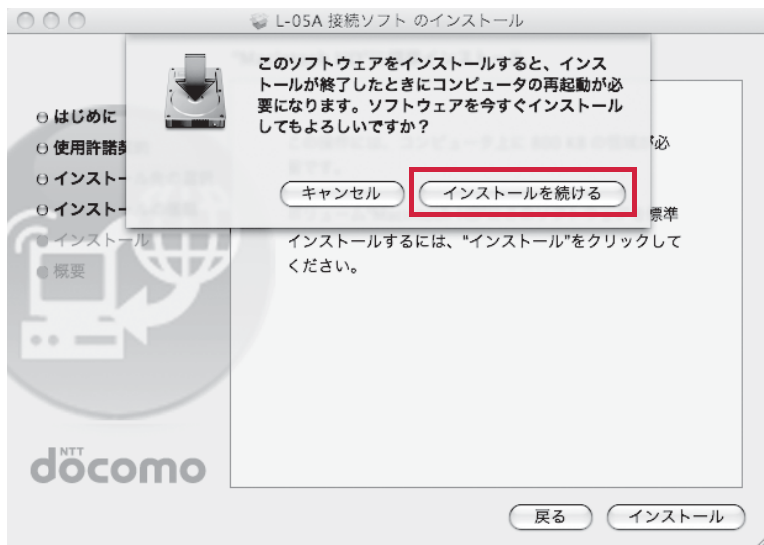 L-05A 接続ソフト のインストール
このソフトウェアをインストールすると、インス
トールが終了したときにコンピュータの再起動が必
要になります。ソフトウェアを今すぐインストール
してもよろしいですか？
キャンセル
インストールを続ける
はじめに
使用許諾契
インストー
インストー
インストール
概要
が必
標準
インストールするには、“インストール”をクリックして
ください。
NTT
döcomo
戻る
インストール